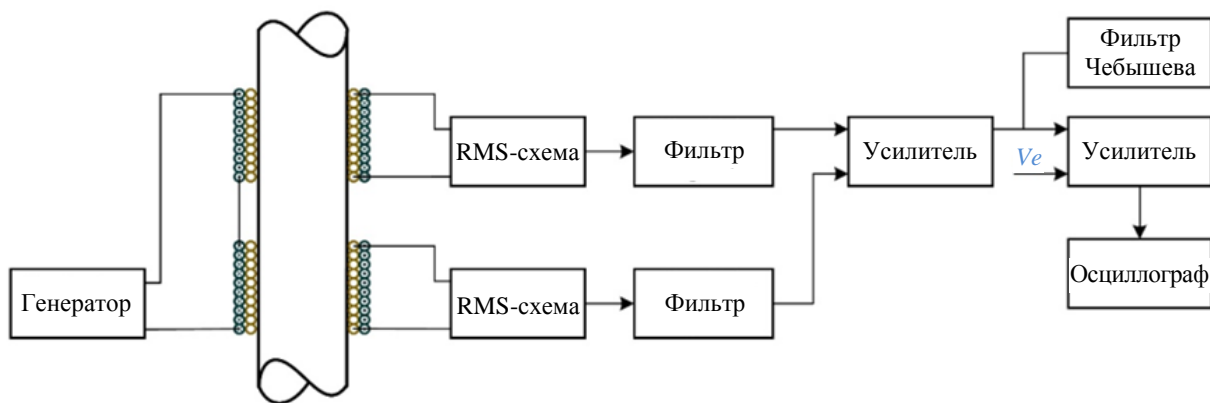 Фильтр
Чебышева
RMS-схема
Фильтр
Усилитель
Усилитель
Ve
Генератор
RMS-схема
Фильтр
Осциллограф